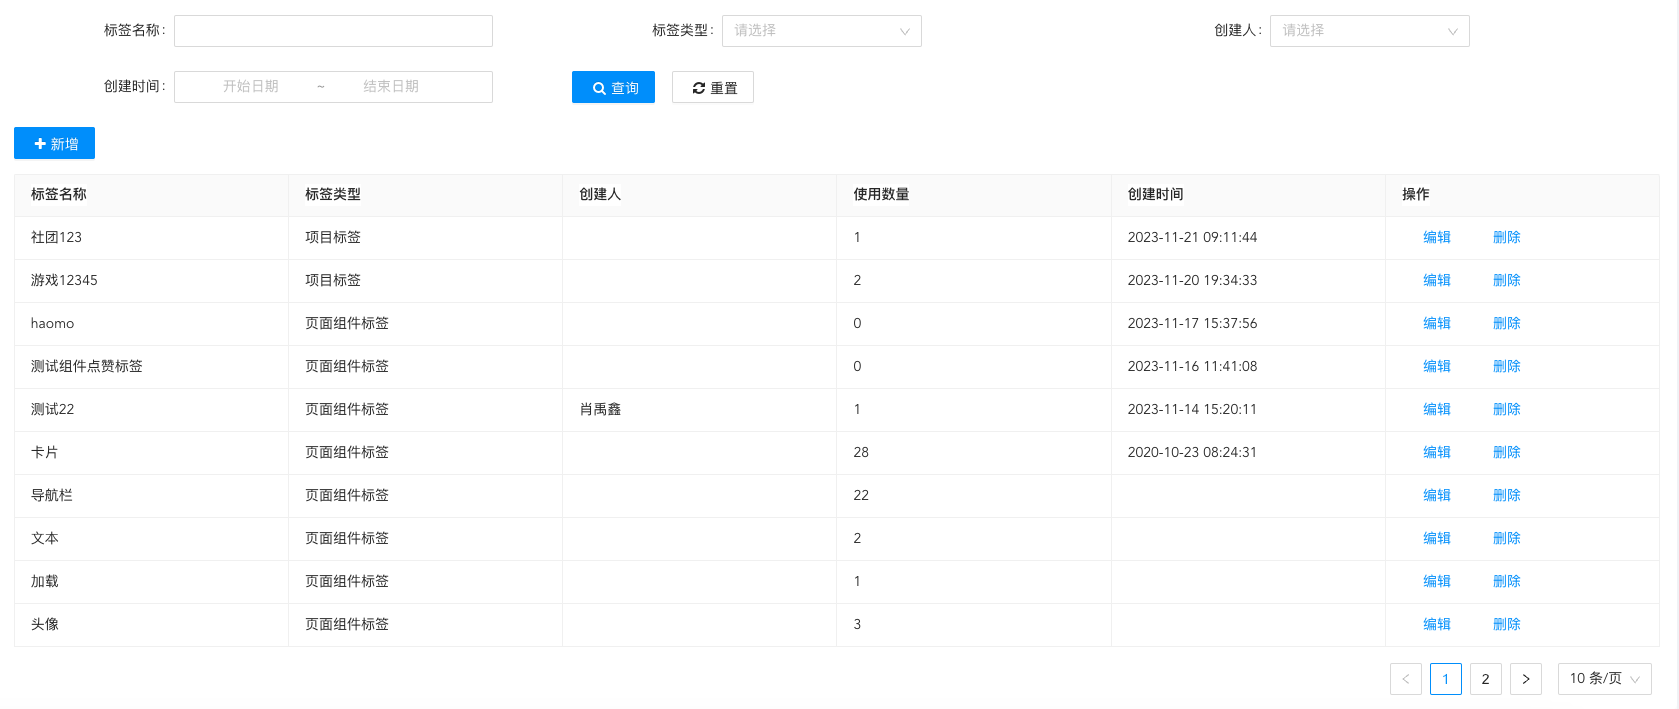 标签名称: 标签类型: 请选择 创建人: 请选择
创建时间: 开始日期 ~ 结束日期 查询 重置
新增
标签名称 标签类型 创建人 使用数量 创建时间 操作
社团123 项目标签 1 2023-11-21 09:11:44 编辑 删除
游戏12345 项目标签 2 2023-11-20 19:34:33 编辑 删除
haomo 页面组件标签 0 2023-11-17 15:37:56 编辑 删除
测试组件点赞标签 页面组件标签 0 2023-11-16 11:41:08 编辑 删除
测试22 页面组件标签 肖禹鑫 1 2023-11-14 15:20:11 编辑 删除
卡片 页面组件标签 28 2020-10-23 08:24:31 编辑 删除
导航栏 页面组件标签 22 编辑 删除
文本 页面组件标签 2 编辑 删除
加载 页面组件标签 1 编辑 删除
头像 页面组件标签 3 编辑 删除
< 1 2 > 10 条/页